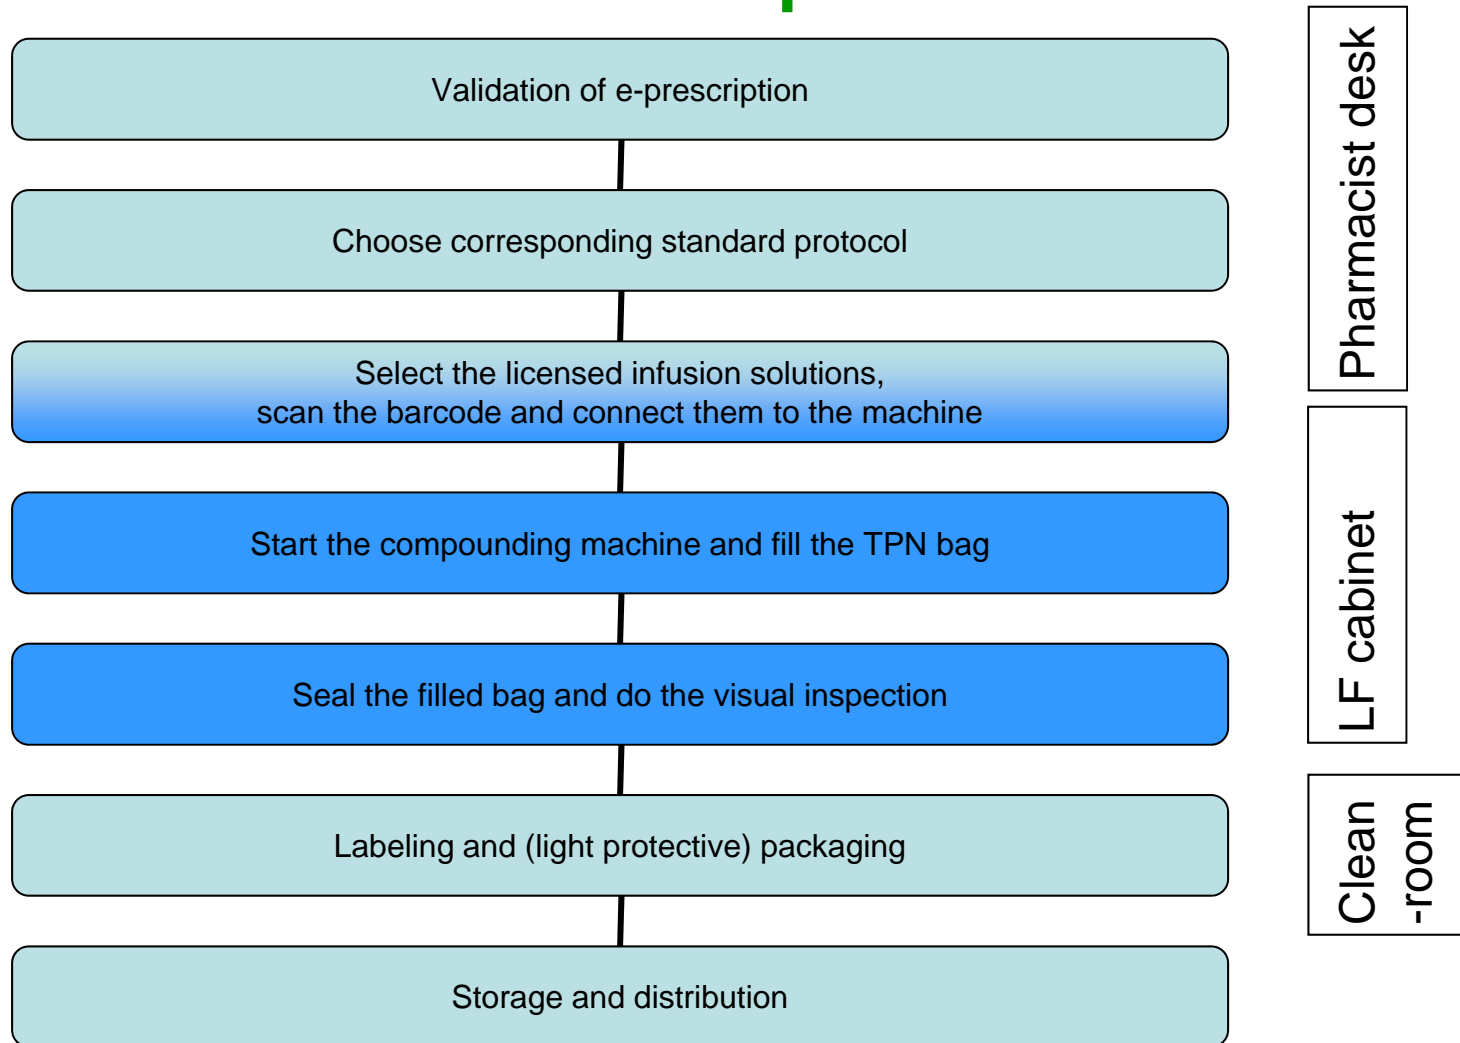 Validation of e-prescription
Choose corresponding standard protocol
Select the licensed infusion solutions,
scan the barcode and connect them to the machine
Start the compounding machine and fill the TPN bag
Seal the filled bag and do the visual inspection
Labeling and (light protective) packaging
Storage and distribution
Pharmacist desk
LF cabinet
Clean
-room